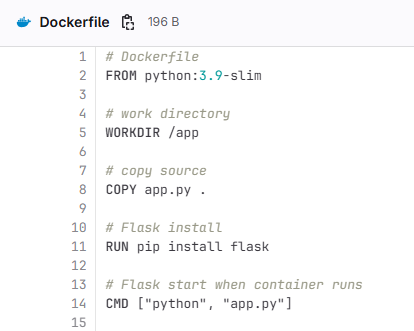 Dockerfile 196 B
1 # Dockerfile
2 FROM python:3.9-slim
3
4 # work directory
5 WORKDIR /app
6
7 # copy source
8 COPY app.py .
9
10 # Flask install
11 RUN pip install flask
12
13 # Flask start when container runs
14 CMD ["python", "app.py"]
15